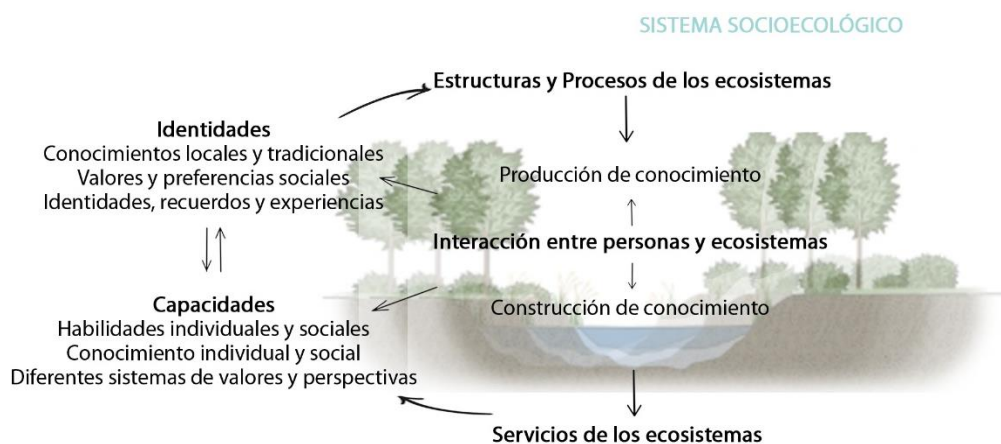 SISTEMA SOCIOECOLÓGICO
Estructuras y Procesos de los ecosistemas
Identidades
Conocimientos locales y tradicionales
Valores y preferencias sociales
Identidades, recuerdos y experiencias
Producción de conocimiento
Interacción entre personas y ecosistemas
Construcción de conocimiento
Capacidades
Habilidades individuales y sociales
Conocimiento individual y social
Diferentes sistemas de valores y perspectivas
Servicios de los ecosistemas